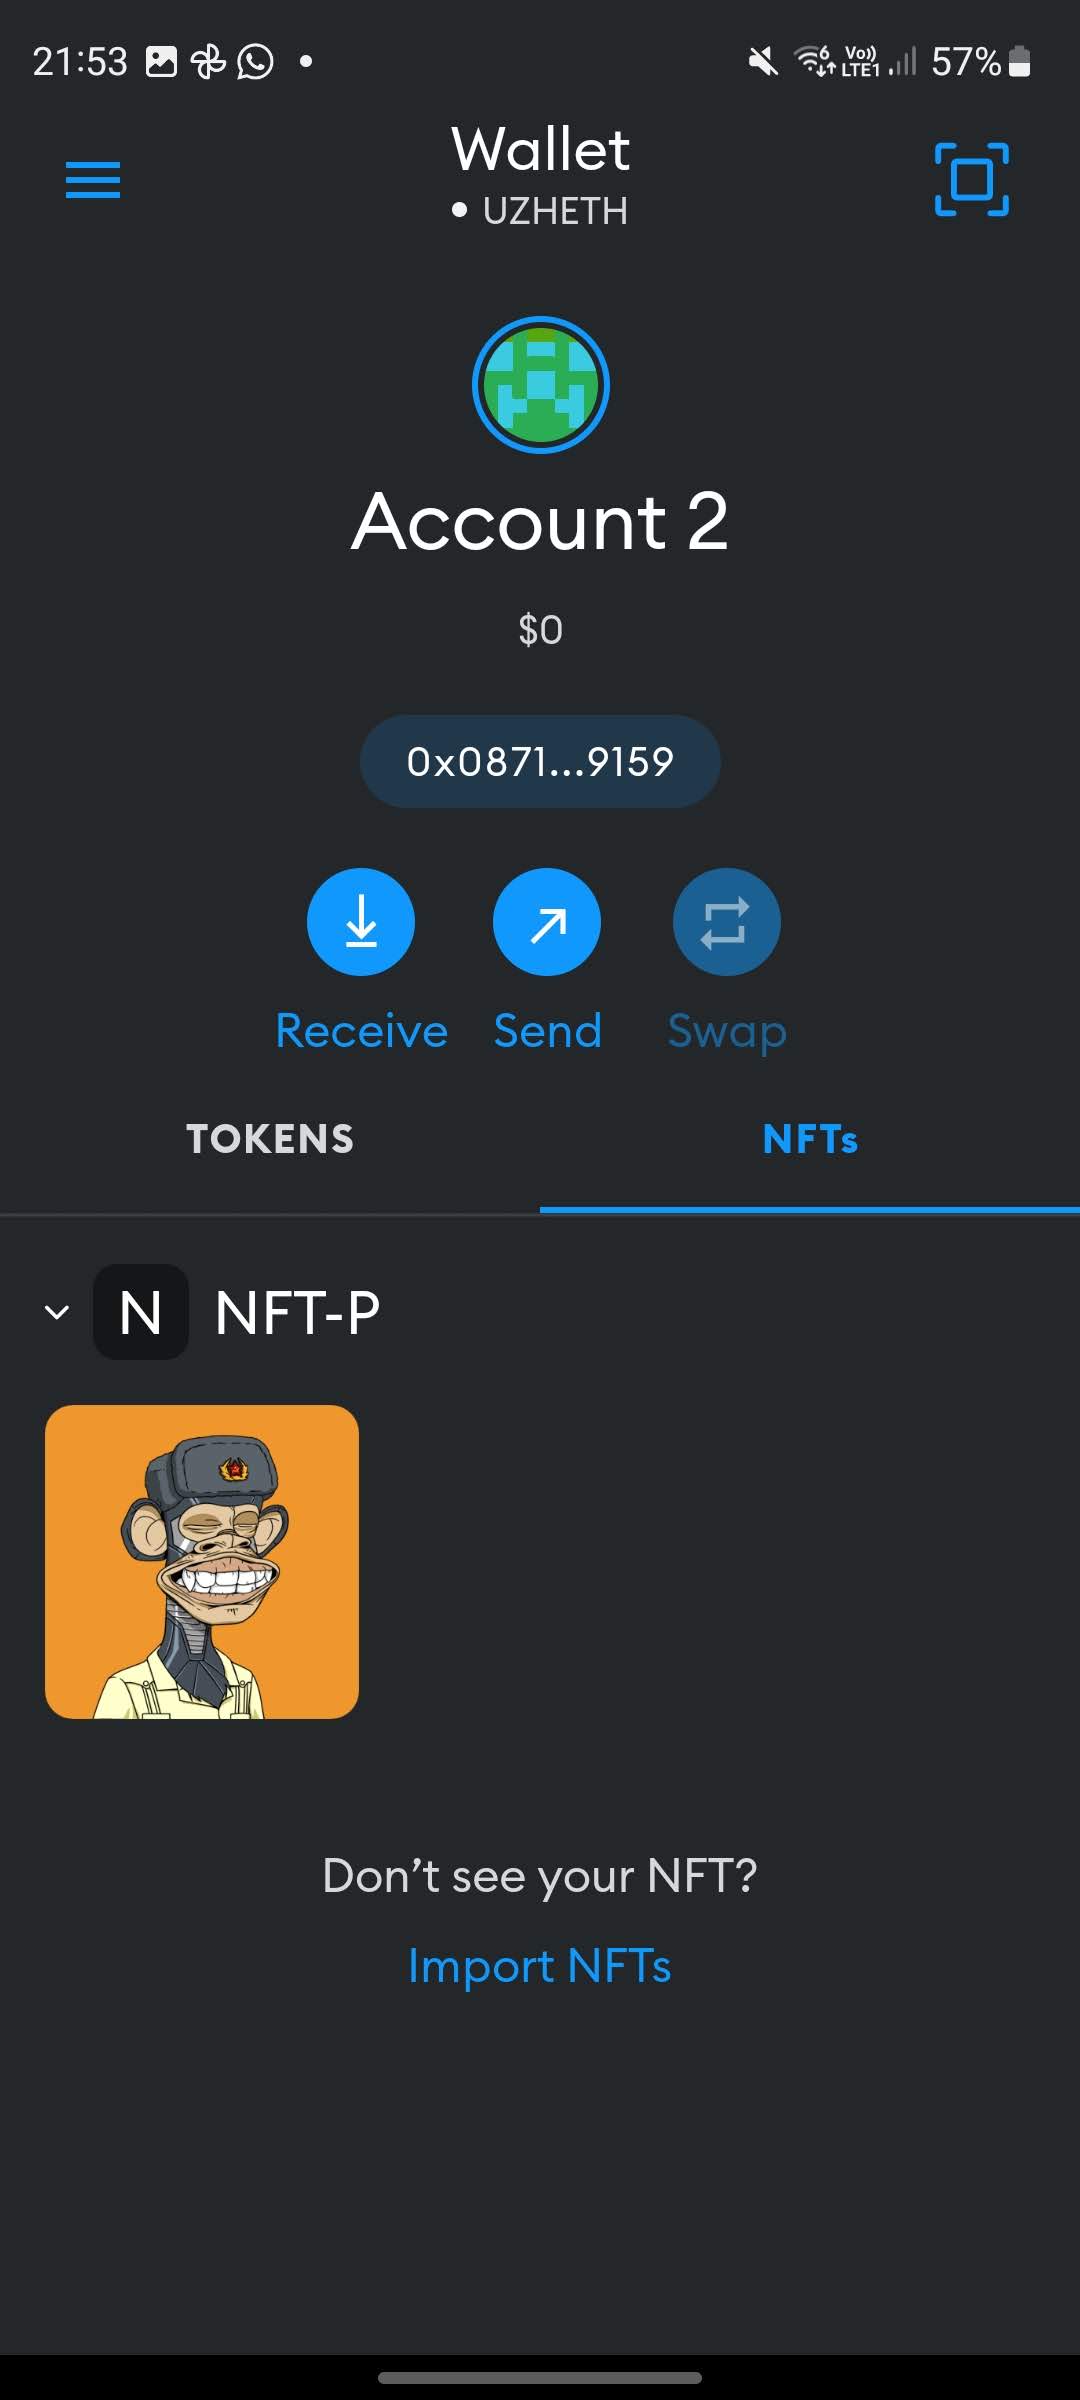 21:53
6 Vo)) LTE1 57%
Wallet
UZHETH
Account 2
$0
0x0871...9159
Receive Send Swap
TOKENS NFTs
N NFT-P
Don’t see your NFT?
Import NFTs